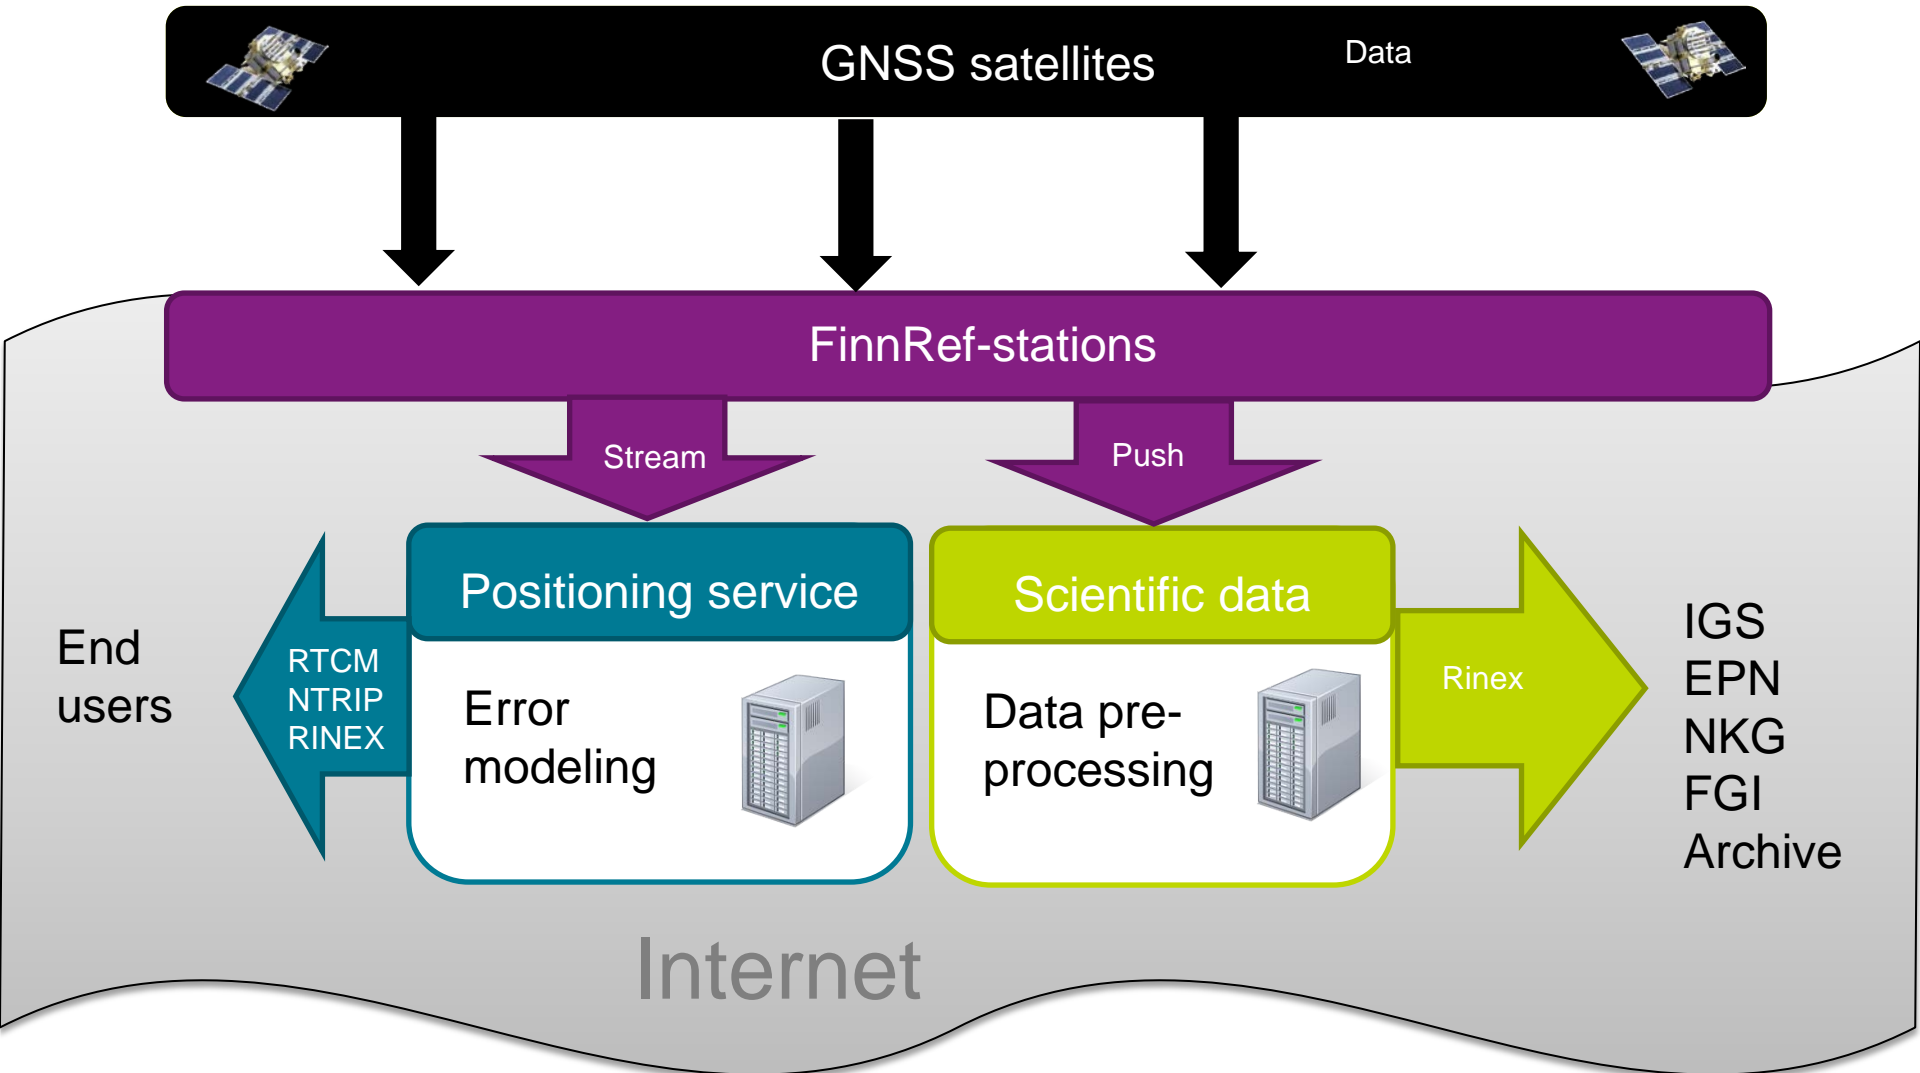 GNSS satellites
Data
FinnRef-stations
Stream
Push
Positioning service
Scientific data
End
users
RTCM
NTRIP
RINEX
Error
modeling
Data pre-
processing
Rinex
IGS
EPN
NKG
FGI
Archive
Internet